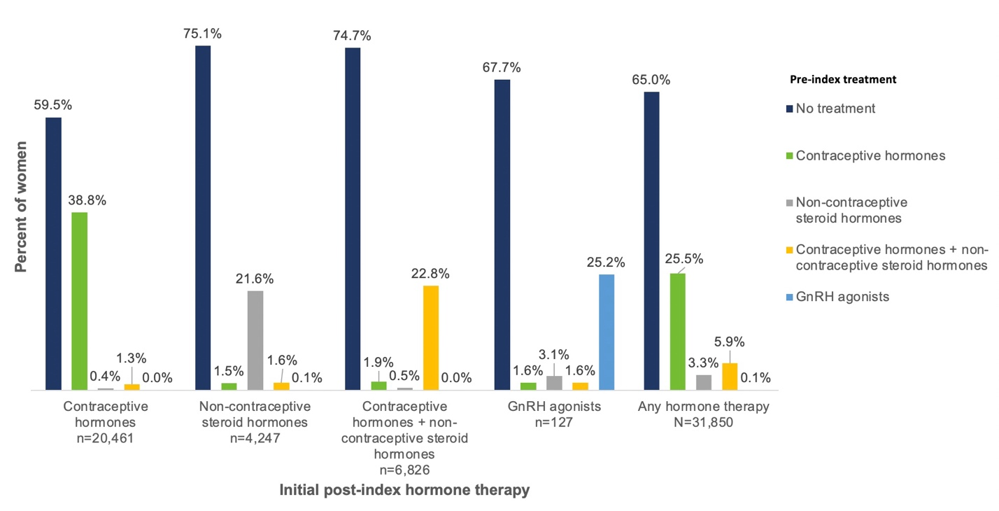 75.1%
74.7%
67.7%
65.0%
59.5%
38.8%
0.4%
1.3%
0.0%
1.5%
21.6%
1.6%
0.1%
1.9%
0.5%
22.8%
0.0%
1.6%
3.1%
1.6%
25.2%
25.5%
3.3%
5.9%
0.1%
Percent of women
Contraceptive
hormones
n=20,461
Non-contraceptive
steroid hormones
n=4,247
Contraceptive
hormones + non-
contraceptive steroid
hormones
n=6,826
GnRH agonists
n=127
Any hormone therapy
N=31,850
Initial post-index hormone therapy
Pre-index treatment
No treatment
Contraceptive hormones
Non-contraceptive
steroid hormones
Contraceptive hormones + non-
contraceptive steroid hormones
GnRH agonists